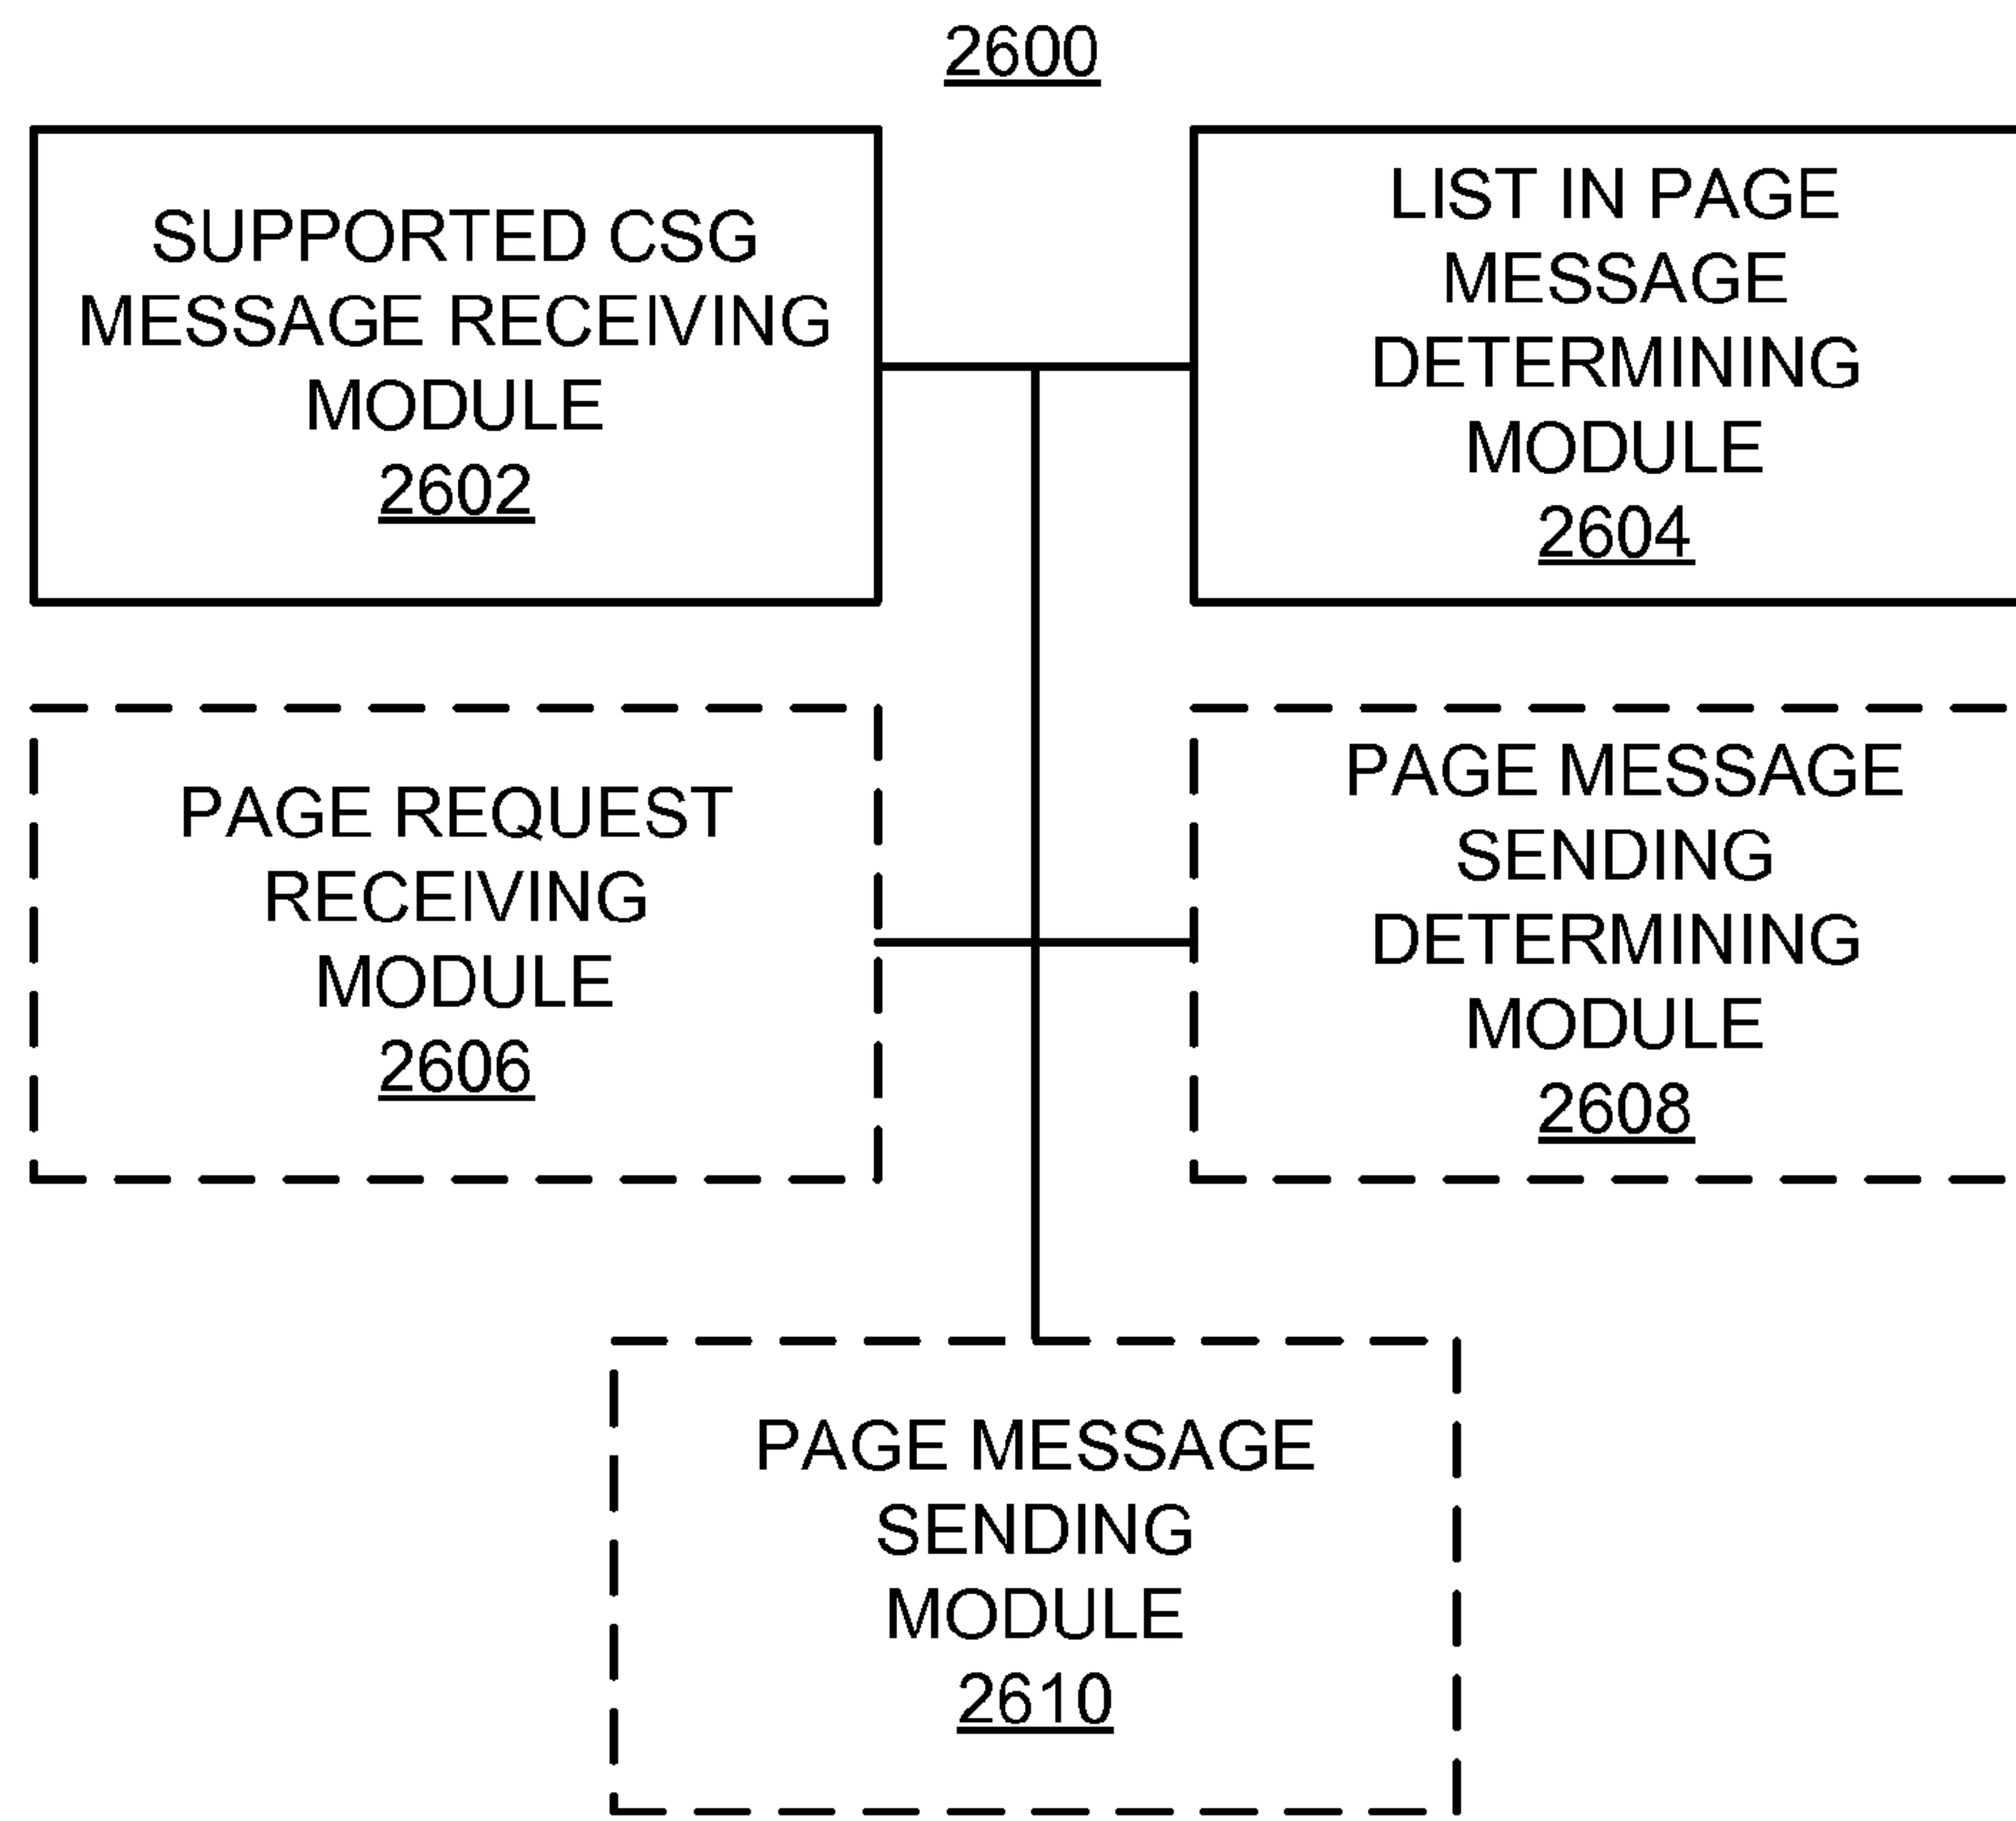 2600
SUPPORTED CSG
MESSAGE RECEIVING
MODULE
2602
LIST IN PAGE
MESSAGE
DETERMINING
MODULE
2604
PAGE REQUEST
RECEIVING
MODULE
2606
PAGE MESSAGE
SENDING
DETERMINING
MODULE
2608
PAGE MESSAGE
SENDING
MODULE
2610